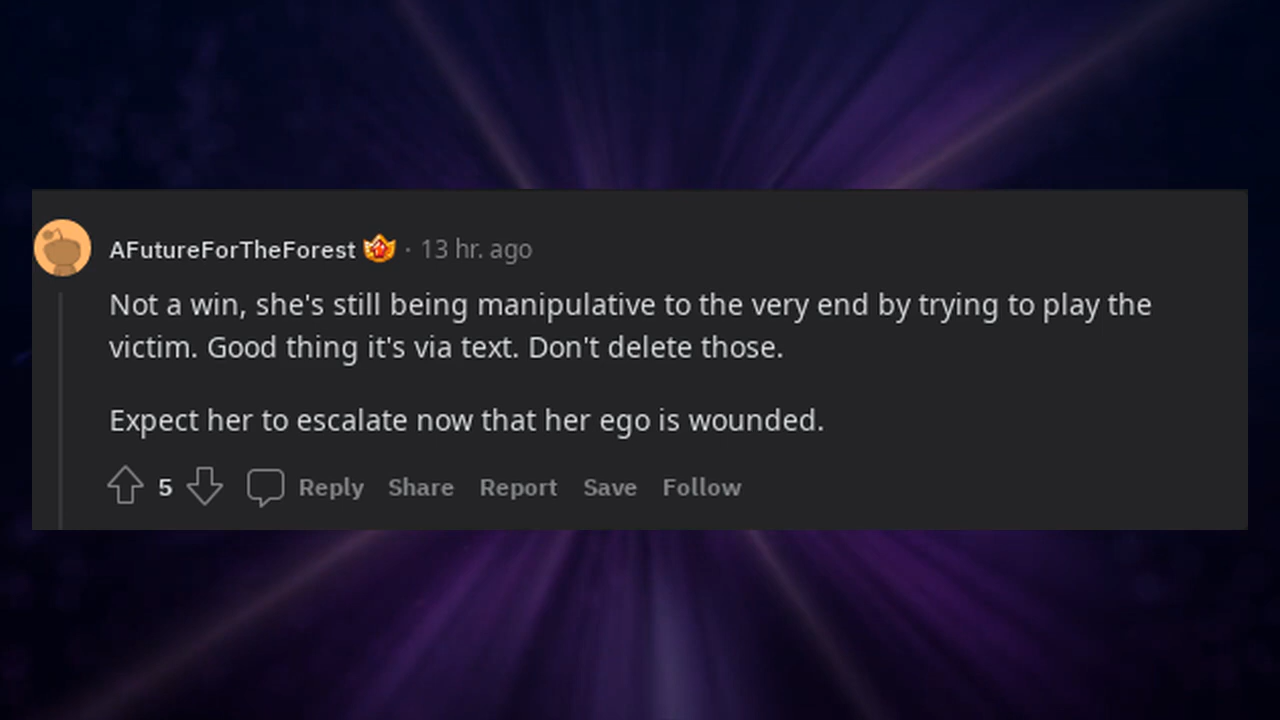 AFutureForTheForest · 13 hr. ago
Not a win, she's still being manipulative to the very end by trying to play the
victim. Good thing it's via text. Don't delete those.
Expect her to escalate now that her ego is wounded.
5 Reply Share Report Save Follow